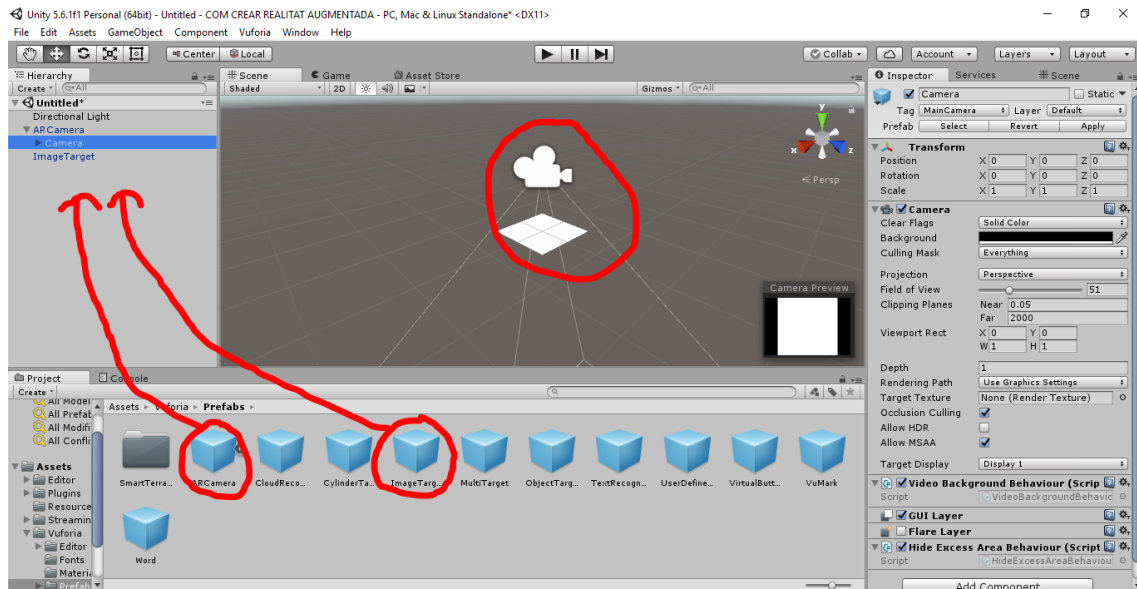 Unity 5.6.1f1 Personal (64bit) - Untitled - COM CREAR REALITAT AUGMENTADA - PC, Mac & Linux Standalone* <DX11>
File Edit Assets GameObject Component Vuforia Window Help
Center Local Collab Account Layers Layout
Hierarchy
Create All
Untitled*
Directional Light
ARCamera
Camera
ImageTarget
Scene Game Asset Store
Shaded 2D Gizmos All
y
x z
Persp
Camera Preview
Inspector Services Scene
Camera Static
Tag MainCamera Layer Default
Prefab Select Revert Apply
Transform
Position X 0 Y 0 Z 0
Rotation X 0 Y 0 Z 0
Scale X 1 Y 1 Z 1
Camera
Clear Flags Solid Color
Background
Culling Mask Everything
Projection Perspective
Field of View 51
Clipping Planes Near 0.05
Far 2000
Viewport Rect X 0 Y 0
W 1 H 1
Depth 1
Rendering Path Use Graphics Settings
Target Texture None (Render Texture)
Occlusion Culling
Allow HDR
Allow MSAA
Target Display Display 1
Video Background Behaviour (Scrip
Script VideoBackgroundBehavic
GUI Layer
Flare Layer
Hide Excess Area Behaviour (Script
Script HideExcessAreaBehaviou
Add Component
Project Console
Create
All Model
All Prefab
All Modifi
All Confli
Assets
Editor
Plugins
Resource
Streamin
Vuforia
Editor
Fonts
Materi
Prefab
Assets Vuforia Prefabs
SmartTerra... ARCamera CloudReco... CylinderTa... ImageTarg... MultiTarget ObjectTarg... TextRecogn... UserDefine... VirtualButt... VuMark
Word